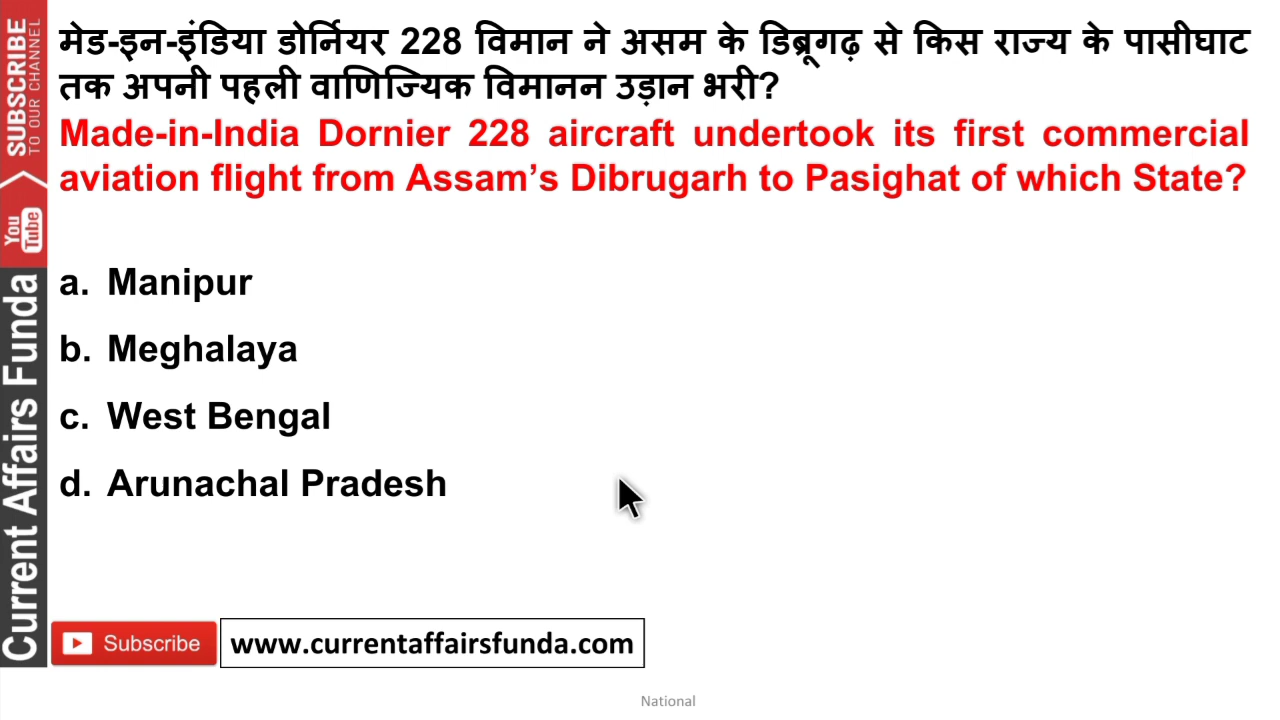 मेड-इन-इंडिया डोर्नियर 228 विमान ने असम के डिब्रूगढ़ से किस राज्य के पासीघाट
तक अपनी पहली वाणिज्यिक विमानन उड़ान भरी?
Made-in-India Dornier 228 aircraft undertook its first commercial
aviation flight from Assam’s Dibrugarh to Pasighat of which State?
a. Manipur
b. Meghalaya
c. West Bengal
d. Arunachal Pradesh
SUBSCRIBE
TO OUR CHANNEL
You
Tube
Current Affairs Funda
Subscribe
www.currentaffairsfunda.com
National